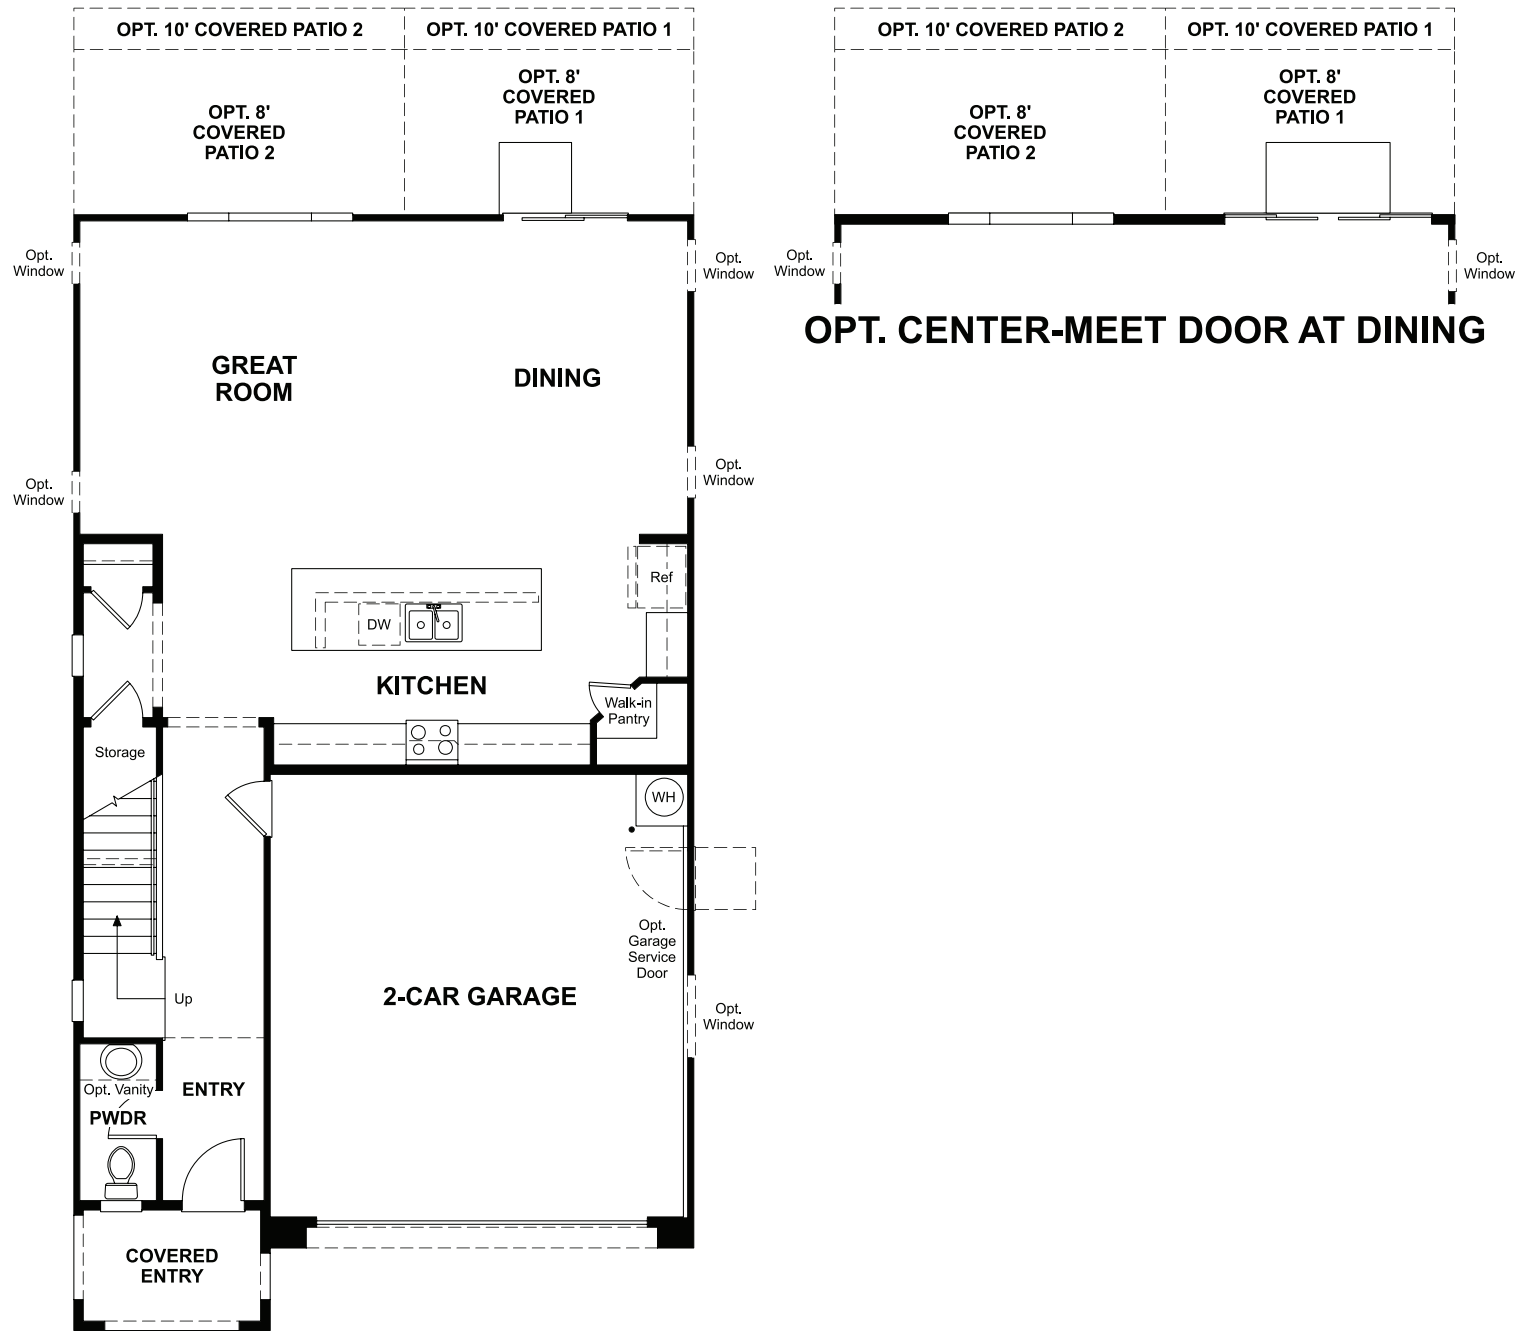 OPT. 10' COVERED PATIO 2
OPT. 10' COVERED PATIO 1
OPT. 8'
COVERED
PATIO 2
OPT. 8'
COVERED
PATIO 1
Opt.
Window
Opt.
Window
GREAT
ROOM
DINING
Opt.
Window
Opt.
Window
Ref
DW
KITCHEN
Walk-in
Pantry
Storage
WH
Opt.
Garage
Service
Door
2-CAR GARAGE
Up
Opt.
Window
Opt. Vanity
PWDR
ENTRY
COVERED
ENTRY
OPT. 10' COVERED PATIO 2
OPT. 10' COVERED PATIO 1
OPT. 8'
COVERED
PATIO 2
OPT. 8'
COVERED
PATIO 1
Opt.
Window
Opt.
Window
OPT. CENTER-MEET DOOR AT DINING